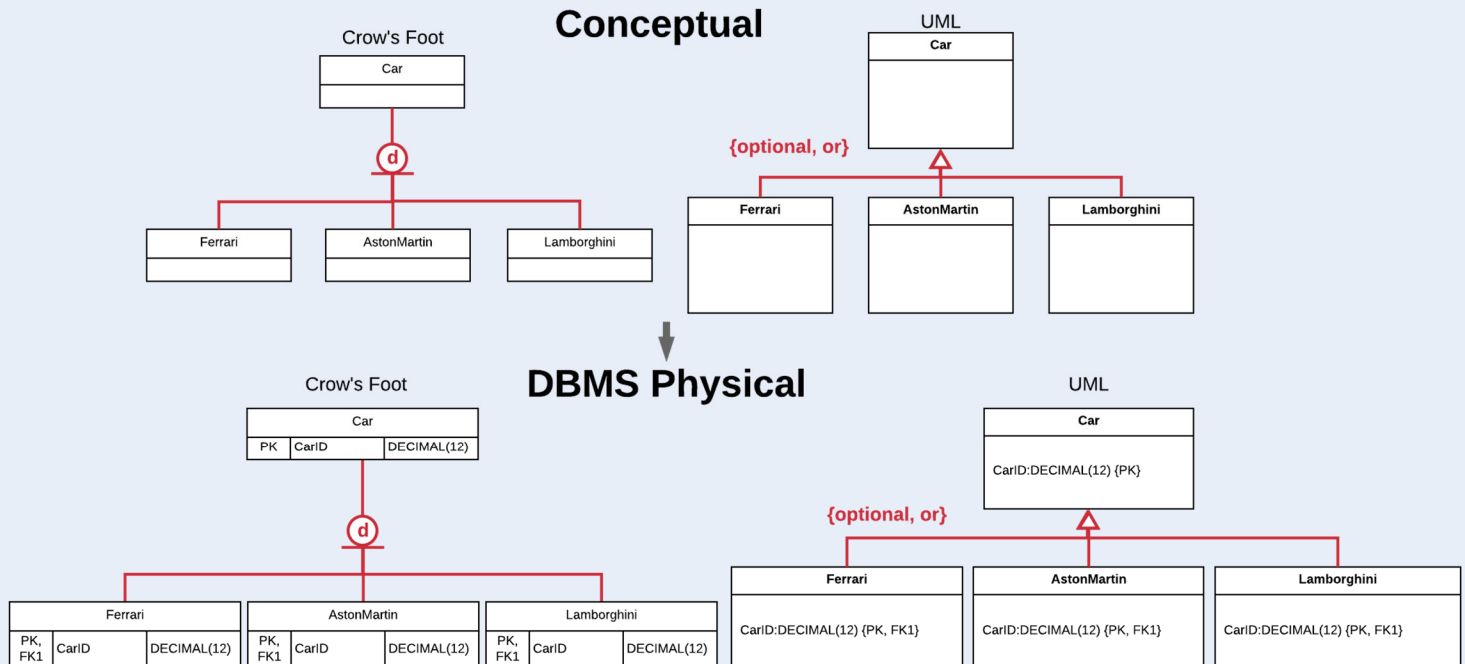 Conceptual
Crow's Foot
Car
d
Ferrari
AstonMartin
Lamborghini
UML
Car
{optional, or}
Ferrari
AstonMartin
Lamborghini
DBMS Physical
Crow's Foot
Car
PK CarID DECIMAL(12)
d
Ferrari
PK, FK1 CarID DECIMAL(12)
AstonMartin
PK, FK1 CarID DECIMAL(12)
Lamborghini
PK, FK1 CarID DECIMAL(12)
UML
Car
CarID:DECIMAL(12) {PK}
{optional, or}
Ferrari
CarID:DECIMAL(12) {PK, FK1}
AstonMartin
CarID:DECIMAL(12) {PK, FK1}
Lamborghini
CarID:DECIMAL(12) {PK, FK1}